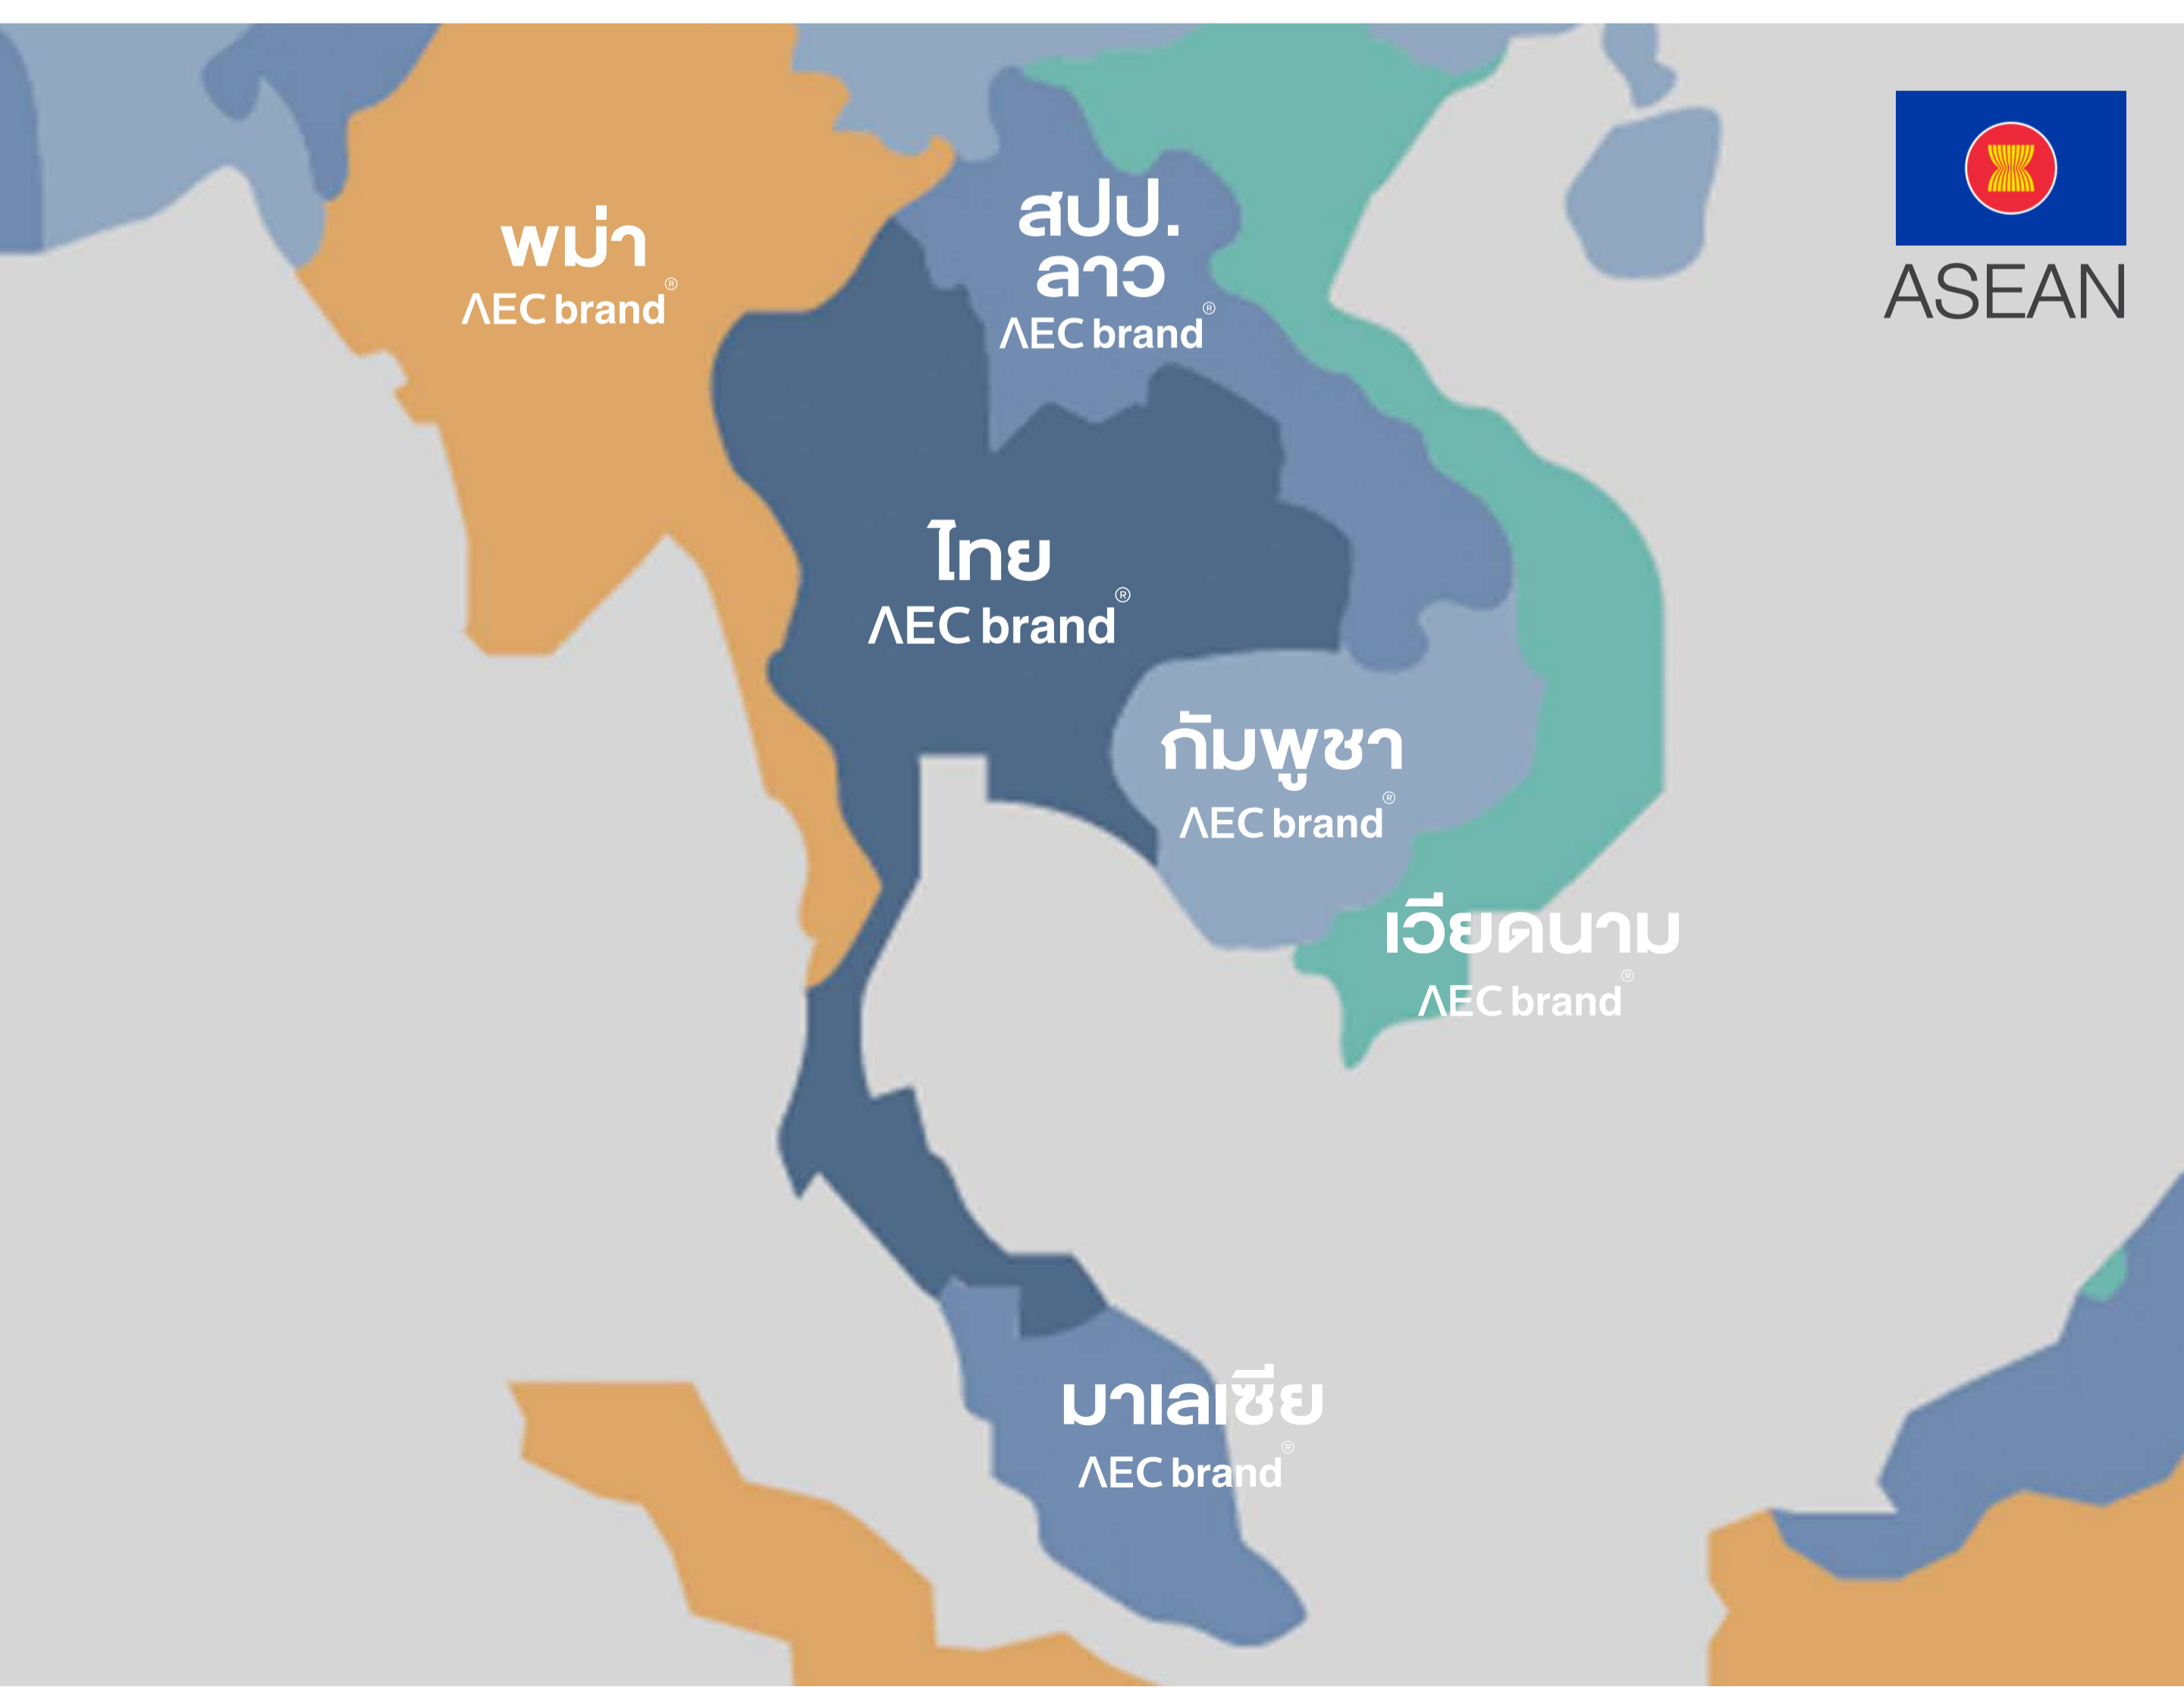 พม่า
ΛEC brand®
สปป.
ลาว
ΛEC brand®
ASEAN
ไทย
ΛEC brand®
กัมพูชา
ΛEC brand®
เวียดนาม
ΛEC brand®
มาเลเซีย
ΛEC brand®